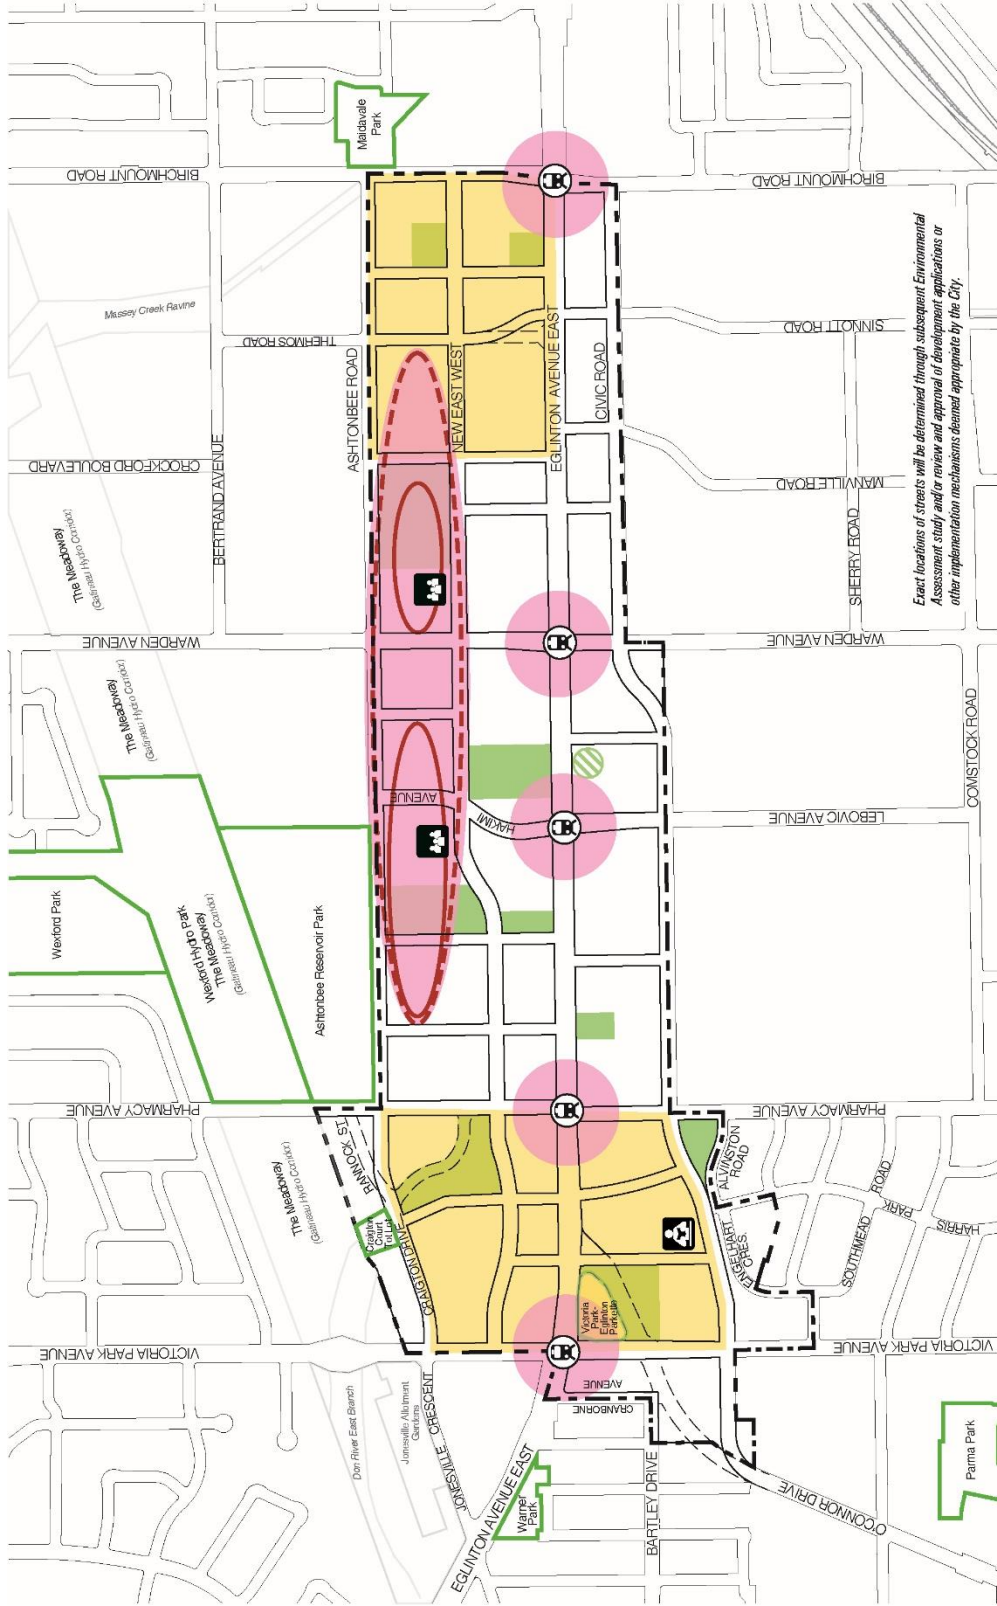 BIRCHMOUNT ROAD
Maidavale
Park
BIRCHMOUNT ROAD
Massey Creek Ravine
THERMOS ROAD
ASHTONBEE ROAD
NEW EAST WEST
EGLINTON AVENUE EAST
CIVIC ROAD
SINNOTT ROAD
Exact locations of streets will be determined through subsequent Environmental
Assessment study and/or review and approval of development applications or
other implementation mechanisms deemed appropriate by the City.
CROCKFORD BOULEVARD
BERTRAND AVENUE
MANVILLE ROAD
SHERRY ROAD
The Meadoway
(Gatineau Hydro Corridor)
WARDEN AVENUE
WARDEN AVENUE
The Meadoway
(Gatineau Hydro Corridor)
COMSTOCK ROAD
AVENUE
HAKIMI
LEBOVIC AVENUE
Wexford Park
Wexford Hydro Park
The Meadoway
(Gatineau Hydro Corridor)
Ashtonbee Reservoir Park
PHARMACY AVENUE
PHARMACY AVENUE
The Meadoway
(Gatineau Hydro Corridor)
RANNOCK ST.
Craigton
Court
Tot Lot
CRAIGTON DRIVE
ALVINSTON
ROAD
ENGELHART
CRES.
SOUTHMEAD
ROAD
PARK
HARRIS
Victoria
Park-
Eglinton
Parkette
VICTORIA PARK AVENUE
VICTORIA PARK AVENUE
Don River East Branch
Jonesville Allotment
Gardens
JONESVILLE CRESCENT
AVENUE
CRANBORNE
EGLINTON AVENUE EAST
Warner
Park
BARTLEY DRIVE
O'CONNOR DRIVE
Parma Park